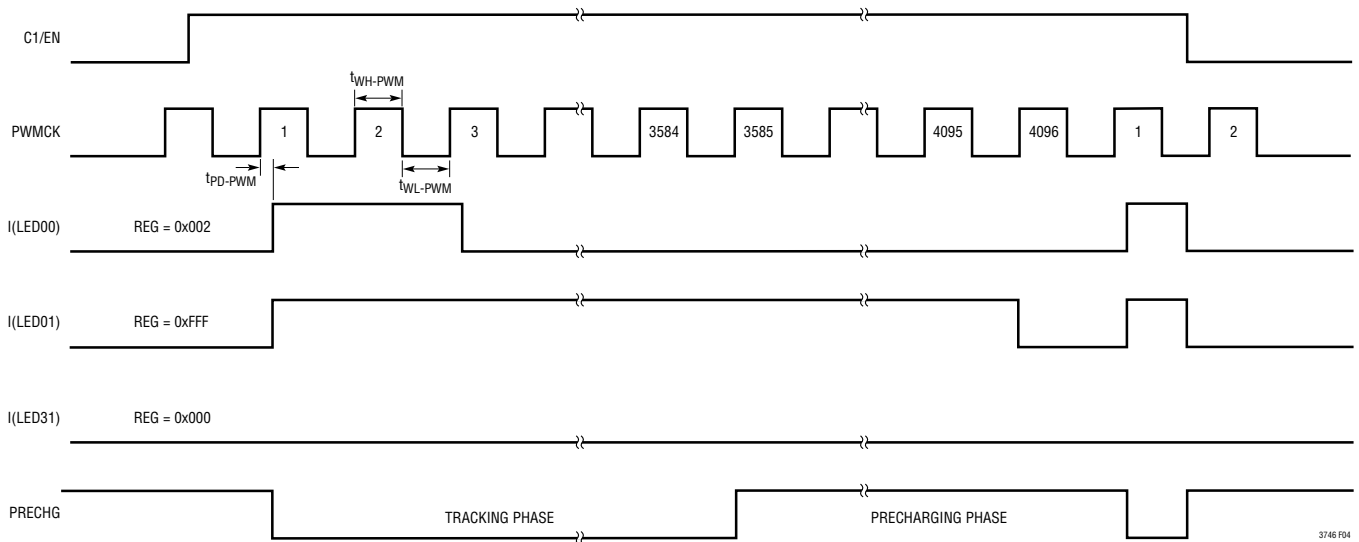 C1/EN
tWH-PWM
PWMCK 1 2 3 3584 3585 4095 4096 1 2
tPD-PWM
tWL-PWM
I(LED00) REG = 0x002
I(LED01) REG = 0xFFF
I(LED31) REG = 0x000
PRECHG TRACKING PHASE PRECHARGING PHASE
3746 F04